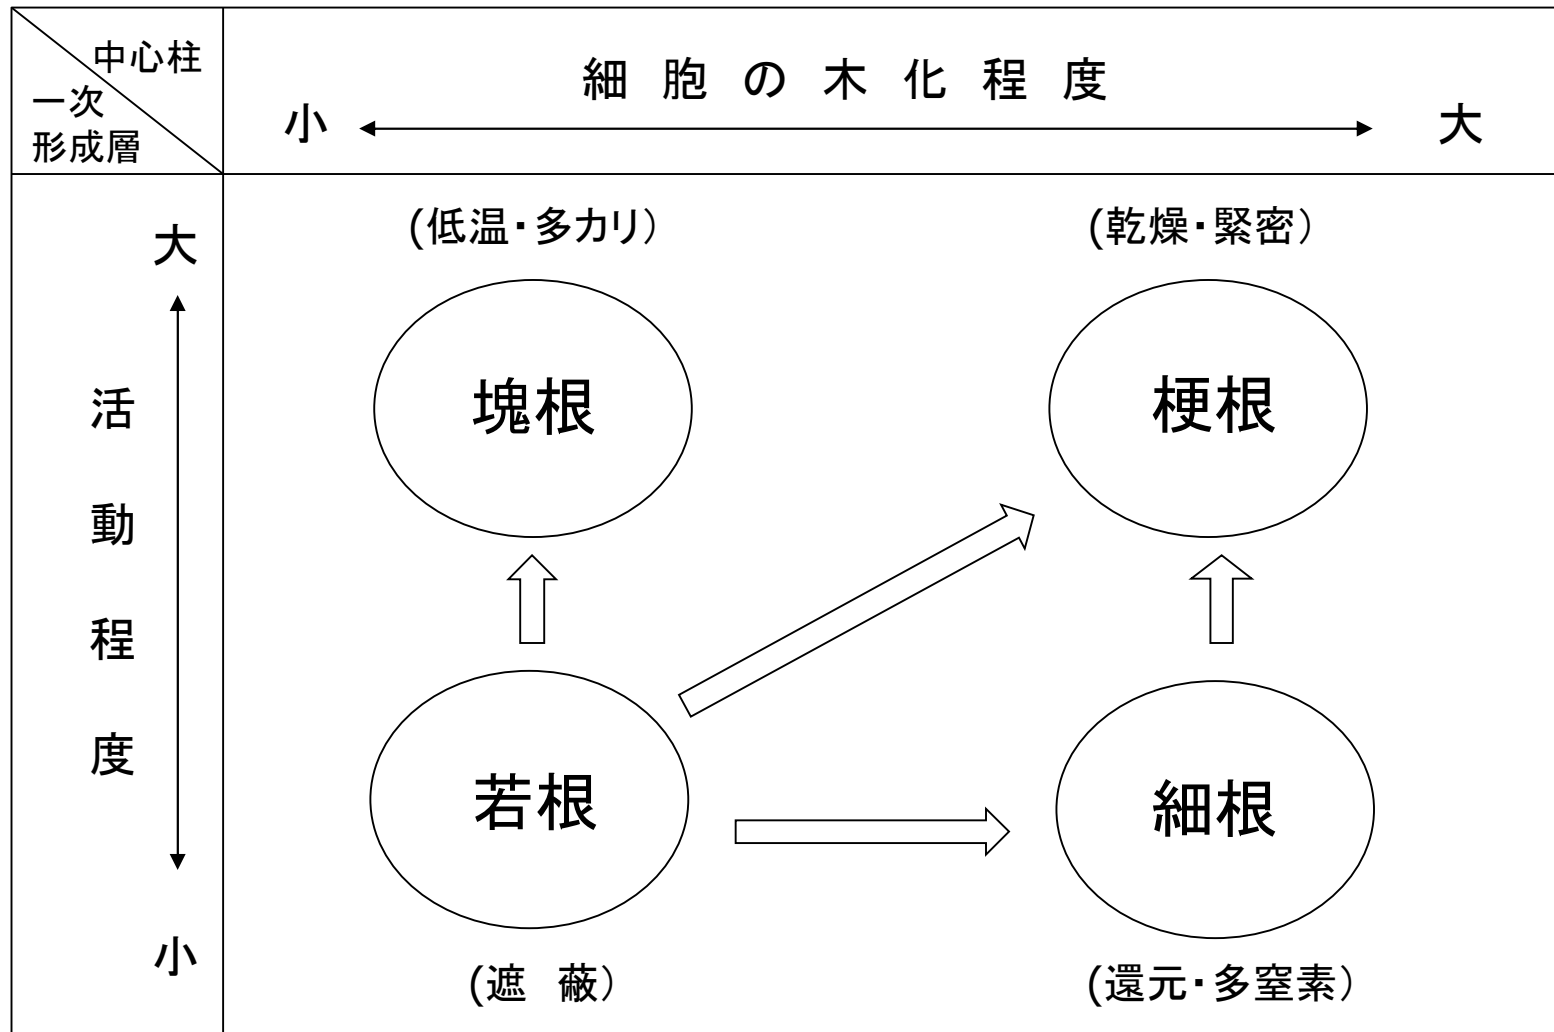 中心柱
一次
形成層
細胞の木化程度
小
大
大
活動程度
小
(低温・多カリ)
(乾燥・緊密)
塊根
梗根
若根
細根
(遮 蔽)
(還元・多窒素)